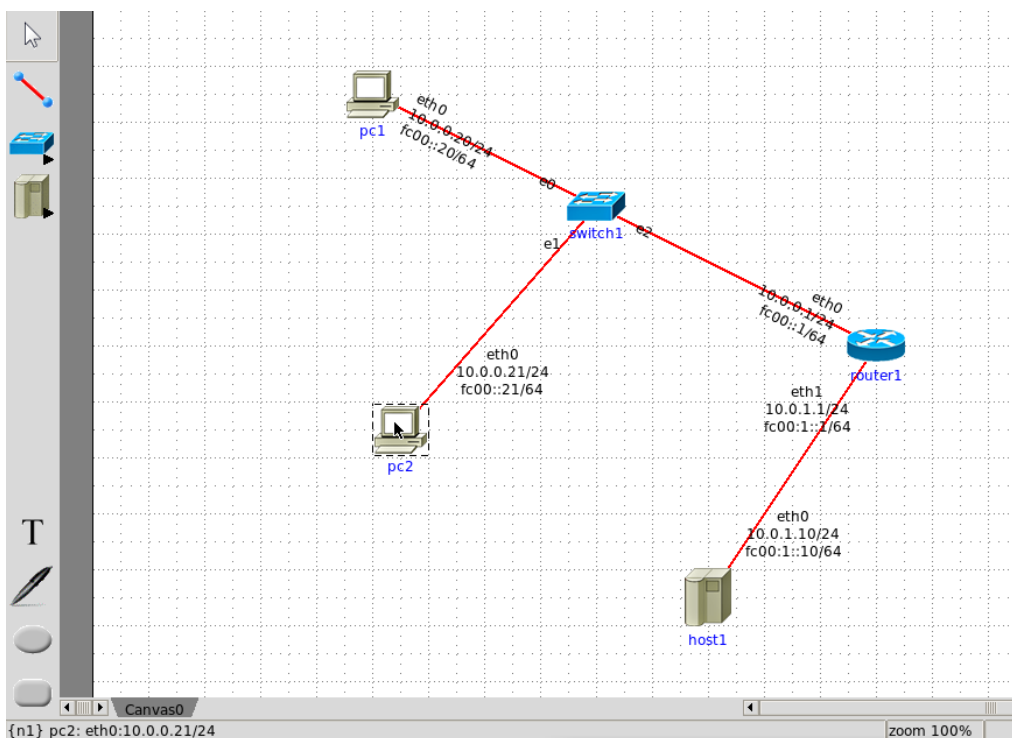 eth0
10.0.0.20/24
fc00::20/64
pc1
e0
switch1
e1
e2
eth0
10.0.0.1/24
fc00::1/64
router1
eth0
10.0.0.21/24
fc00::21/64
pc2
eth1
10.0.1.1/24
fc00:1::1/64
eth0
10.0.1.10/24
fc00:1::10/64
host1
T
Canvas0
{n1} pc2: eth0:10.0.0.21/24
zoom 100%